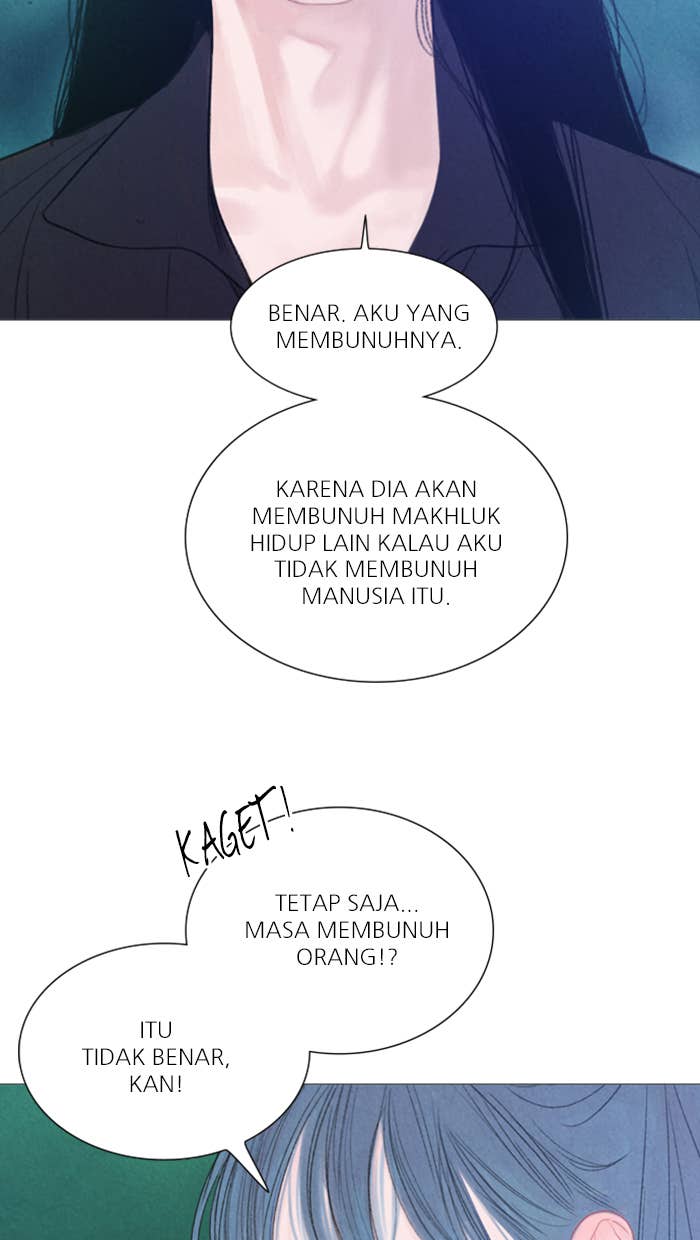 BENAR. AKU YANG
MEMBUNUHNYA.
KARENA DIA AKAN
MEMBUNUH MAKHLUK
HIDUP LAIN KALAU AKU
TIDAK MEMBUNUH
MANUSIA ITU.
KAGET!
TETAP SAJA...
MASA MEMBUNUH
ORANG!?
ITU
TIDAK BENAR,
KAN!